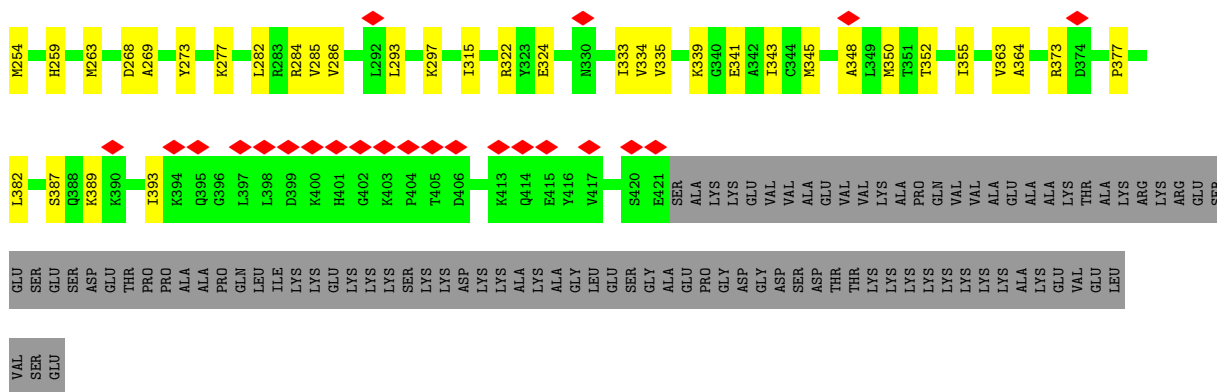 M254 H259 M263 D268 A269 Y273 K277 L282 R283 R284 V285 V286 L292 L293 K297 I315 R322 Y323 E324 N330 I333 V334 V335 K339 G340 E341 A342 I343 C344 M345 A348 L349 M350 T351 T352 I355 V363 A364 R373 D374 P377
L382 S387 Q388 K389 K390 I393 K394 Q395 G396 L397 L398 D399 K400 H401 G402 K403 P404 T405 D406 K413 Q414 E415 Y416 V417 S420 E421 SER ALA LYS LYS GLU VAL VAL ALA GLU VAL VAL LYS ALA PRO GLN VAL VAL ALA GLU ALA ALA LYS THR ALA LYS ARG LYS ARG GLU SER
GLU SER GLU SER ASP GLU THR PRO PRO ALA ALA PRO GLN LEU ILE LYS LYS GLU LYS LYS LYS SER LYS LYS ASP LYS LYS ALA LYS ALA GLY LEU GLU SER GLY ALA GLU PRO GLY ASP GLY ASP SER ASP THR THR LYS LYS LYS LYS LYS LYS LYS LYS ALA LYS GLU VAL GLU LEU
VAL SER GLU